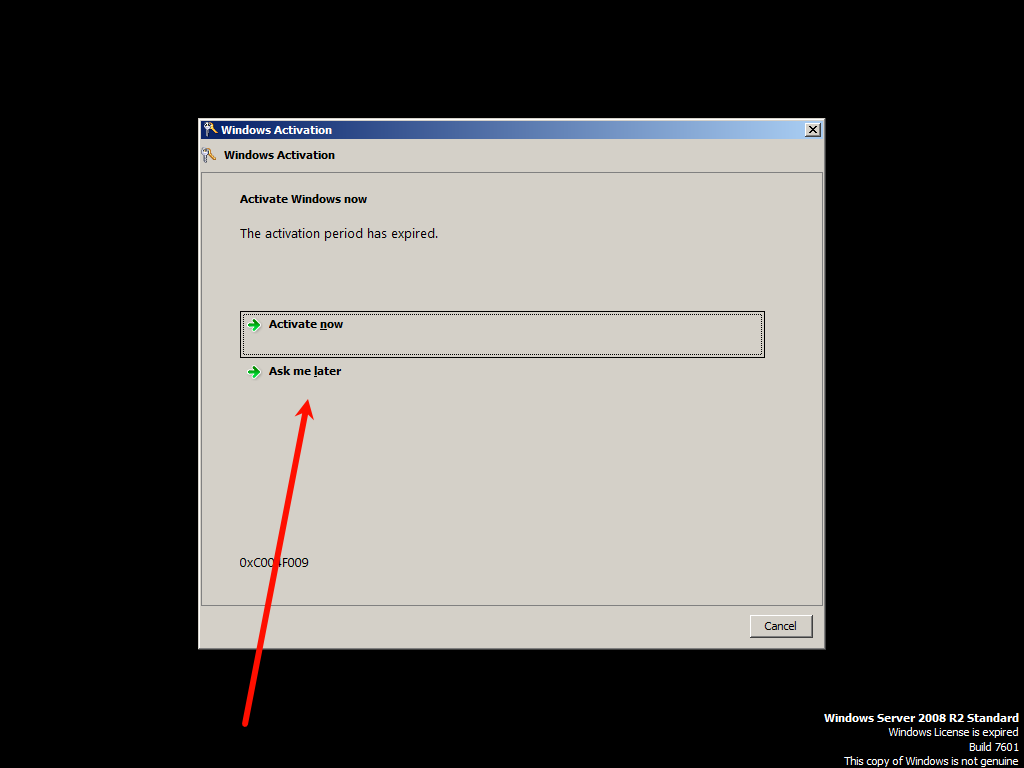 Windows Activation
Windows Activation
Activate Windows now
The activation period has expired.
Activate now
Ask me later
0xC004F009
Cancel
Windows Server 2008 R2 Standard
Windows License is expired
Build 7601
This copy of Windows is not genuine